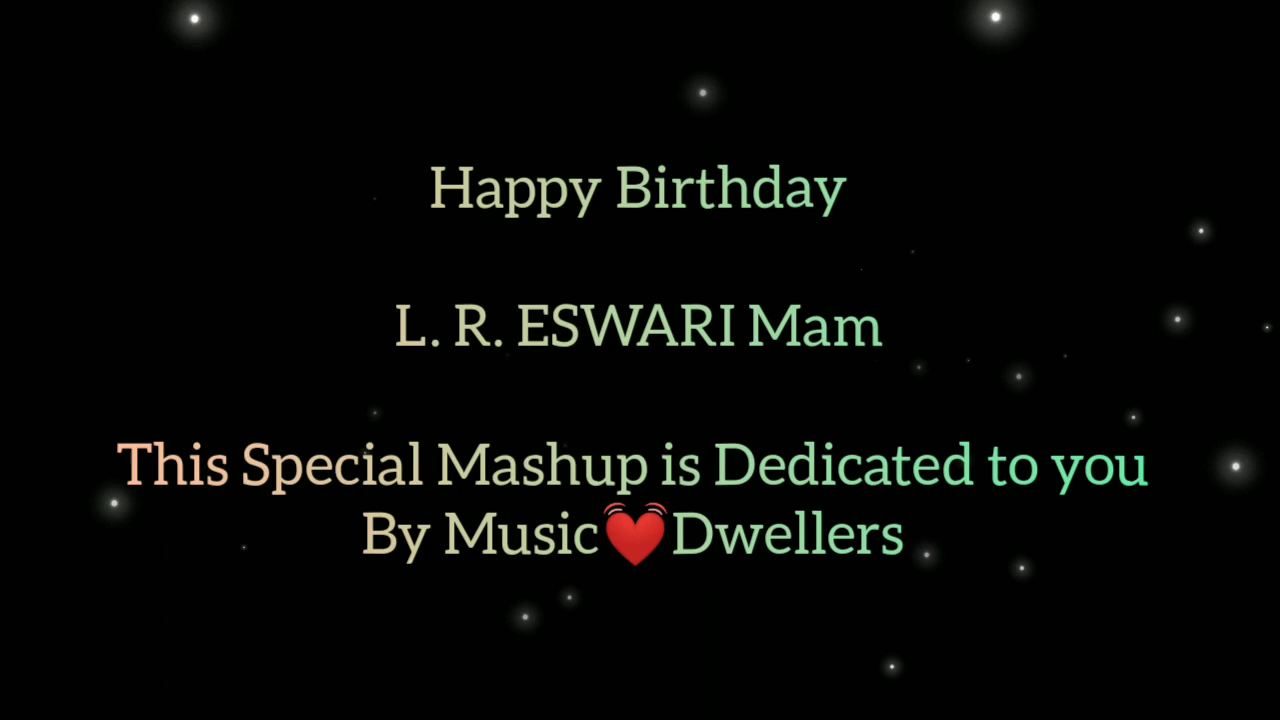 Happy Birthday
L. R. ESWARI Mam
This Special Mashup is Dedicated to you
By Music💓Dwellers